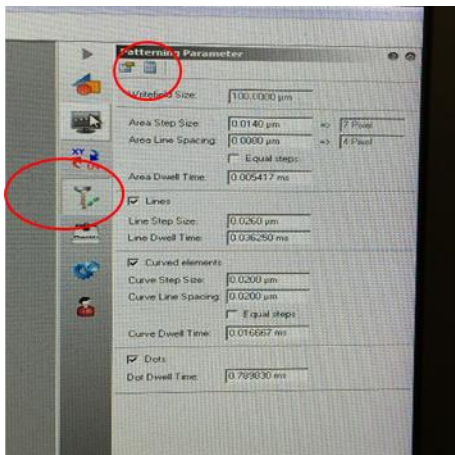 Patterning Parameter
Writefield Size: 100.0000 µm
Area Step Size: 0.0140 µm => 7 Pixel
Area Line Spacing: 0.0080 µm => 4 Pixel
Equal steps
Area Dwell Time: 0.005417 ms
Lines
Line Step Size: 0.0260 µm
Line Dwell Time: 0.036250 ms
Curved elements
Curve Step Size: 0.0200 µm
Curve Line Spacing: 0.0200 µm
Equal steps
Curve Dwell Time: 0.016667 ms
Dots
Dot Dwell Time: 0.789830 ms
XY